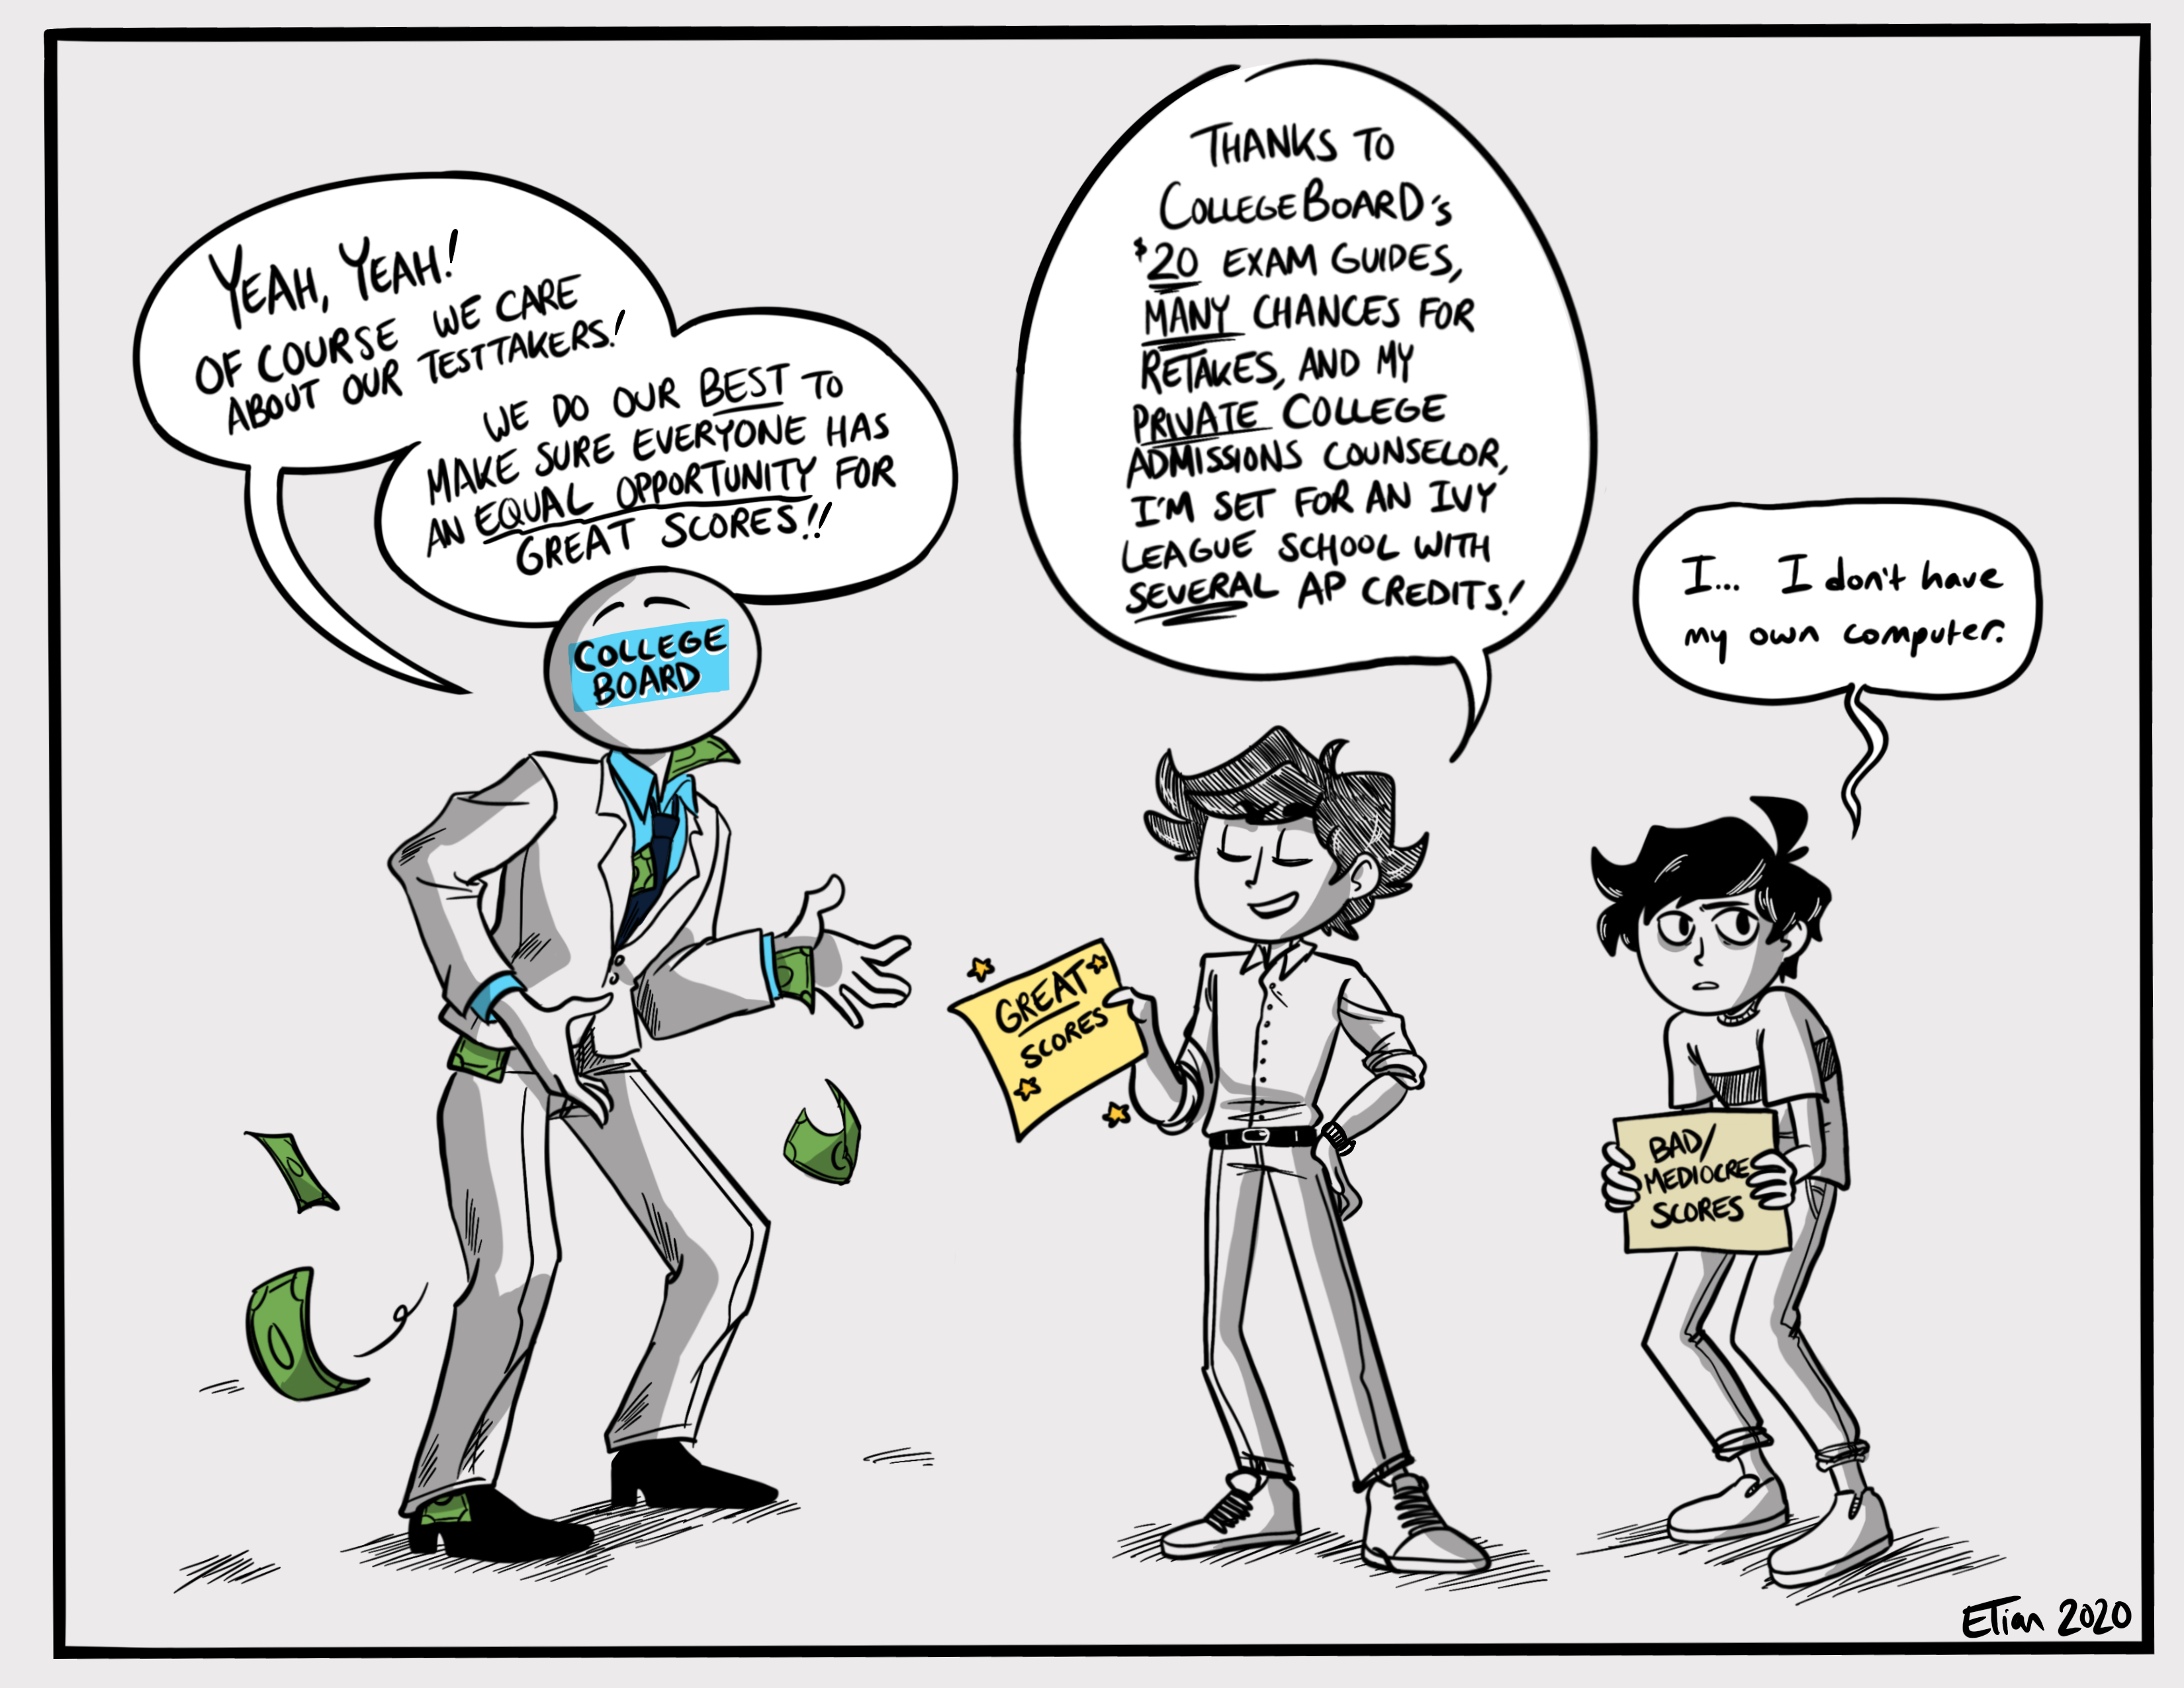 YEAH, YEAH!
OF COURSE WE CARE
ABOUT OUR TESTTAKERS!
WE DO OUR BEST TO
MAKE SURE EVERYONE HAS
AN EQUAL OPPORTUNITY FOR
GREAT SCORES!!
COLLEGE
BOARD
THANKS TO
COLLEGEBOARD's
$20 EXAM GUIDES,
MANY CHANCES FOR
RETAKES, AND MY
PRIVATE COLLEGE
ADMISSIONS COUNSELOR,
I'M SET FOR AN IVY
LEAGUE SCHOOL WITH
SEVERAL AP CREDITS!
GREAT
SCORES
I... I don't have
my own computer.
BAD/
MEDIOCRE
SCORES
ETian 2020